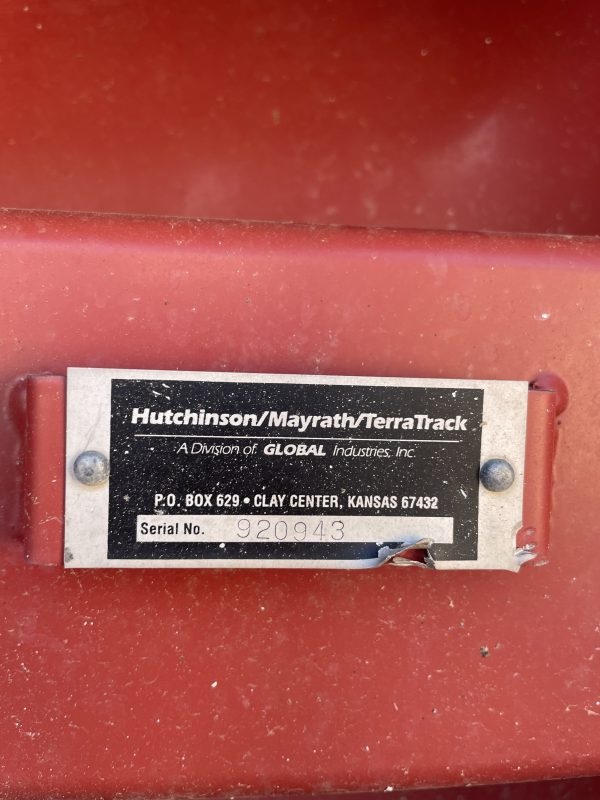 Hutchinson/Mayrath/TerraTrack
A Division of GLOBAL Industries, Inc.
P.O. BOX 629 • CLAY CENTER, KANSAS 67432
Serial No. 920943